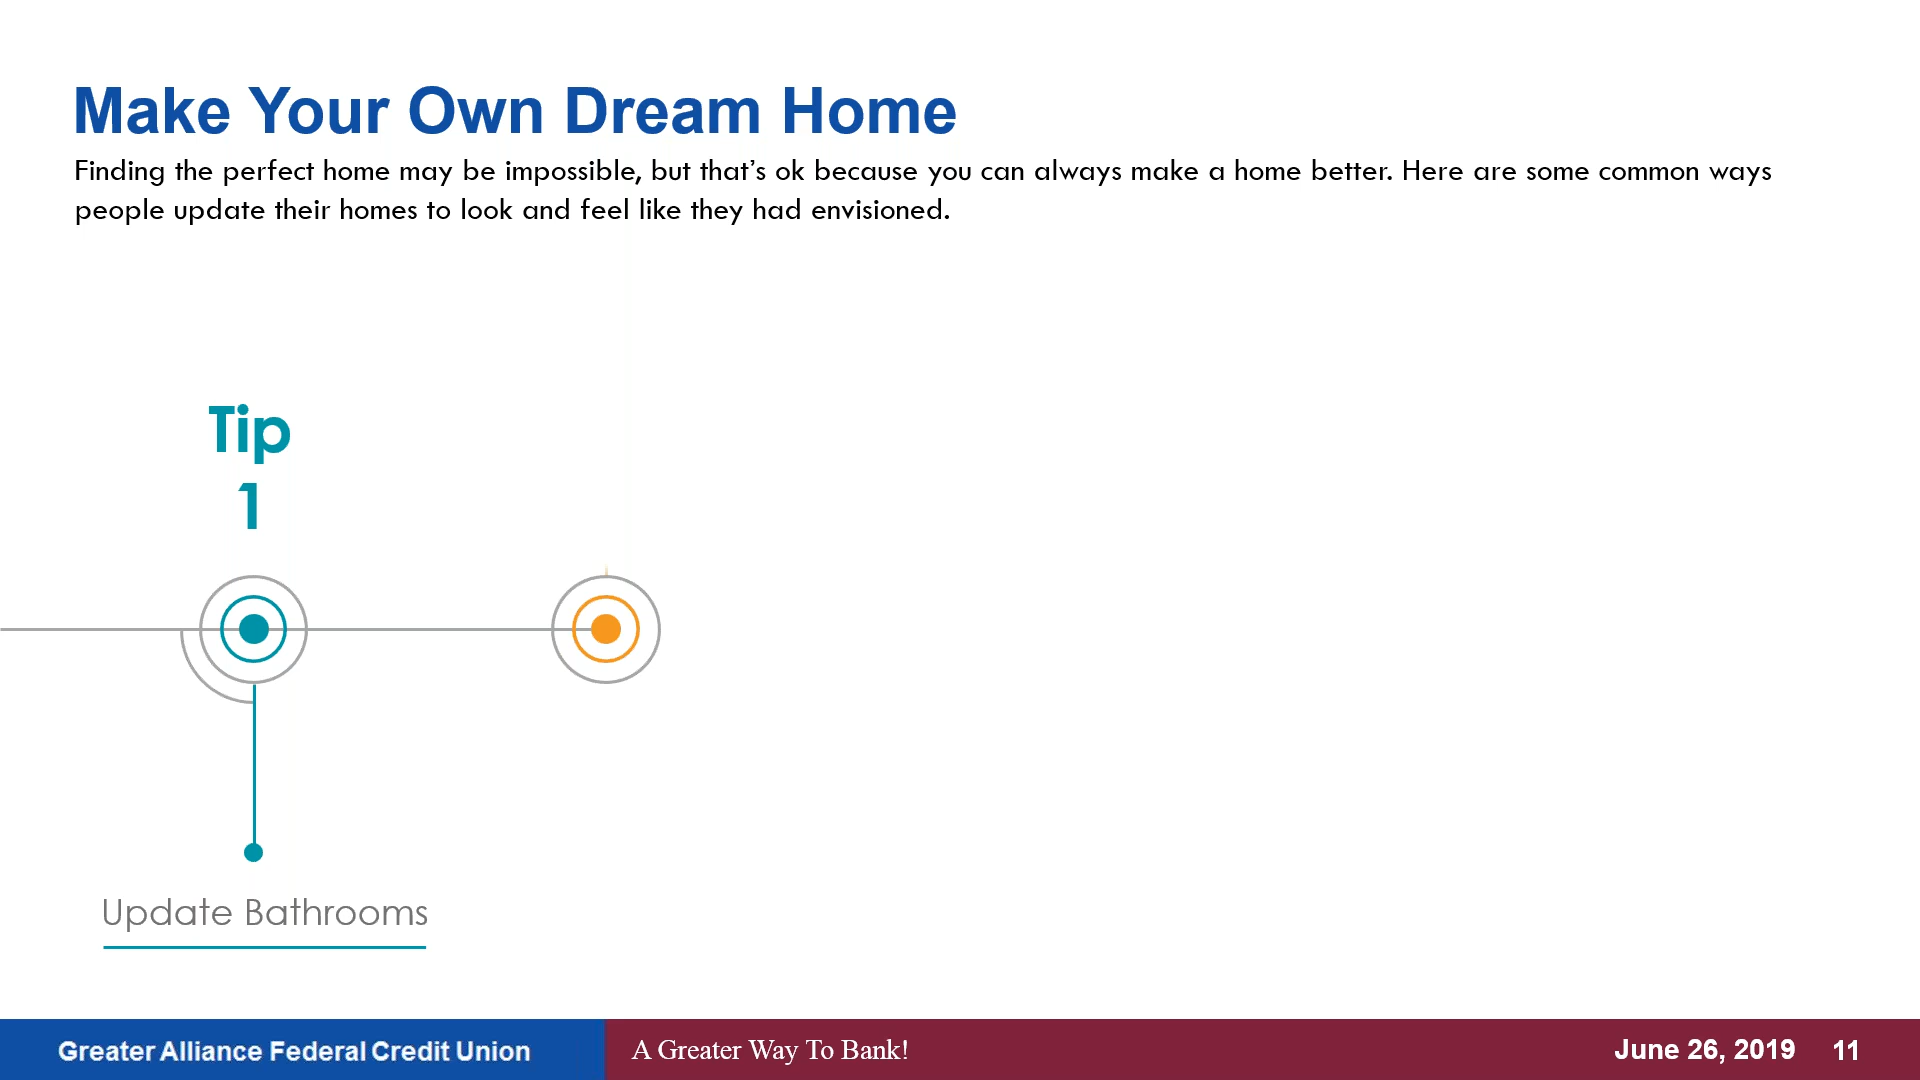 Make Your Own Dream Home
Finding the perfect home may be impossible, but that’s ok because you can always make a home better. Here are some common ways
people update their homes to look and feel like they had envisioned.
Tip
1
Update Bathrooms
Greater Alliance Federal Credit Union
A Greater Way To Bank!
June 26, 2019
11